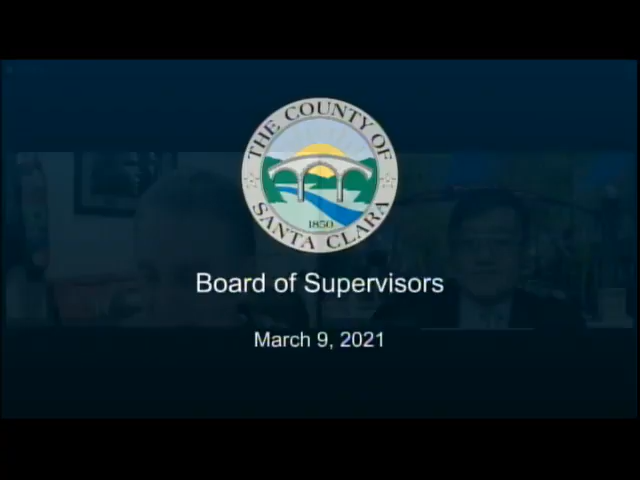 THE COUNTY OF
SANTA CLARA
1850
Board of Supervisors
March 9, 2021